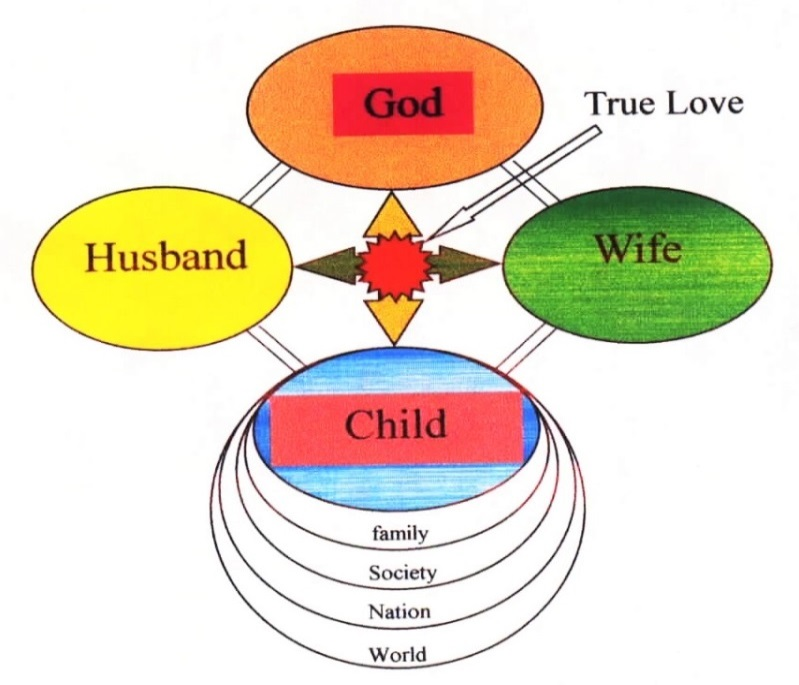 God
True Love
Husband
Wife
Child
family
Society
Nation
World